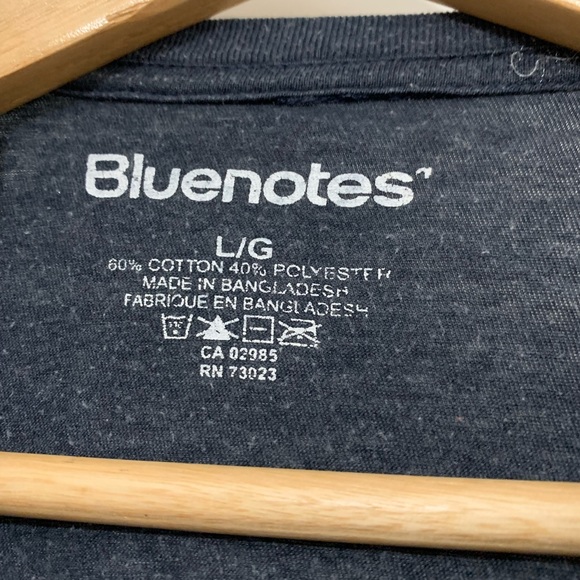 Bluenotes
L/G
60% COTTON 40% POLYESTER
MADE IN BANGLADESH
FABRIQUE EN BANGLADESH
CA 02985
RN 73023